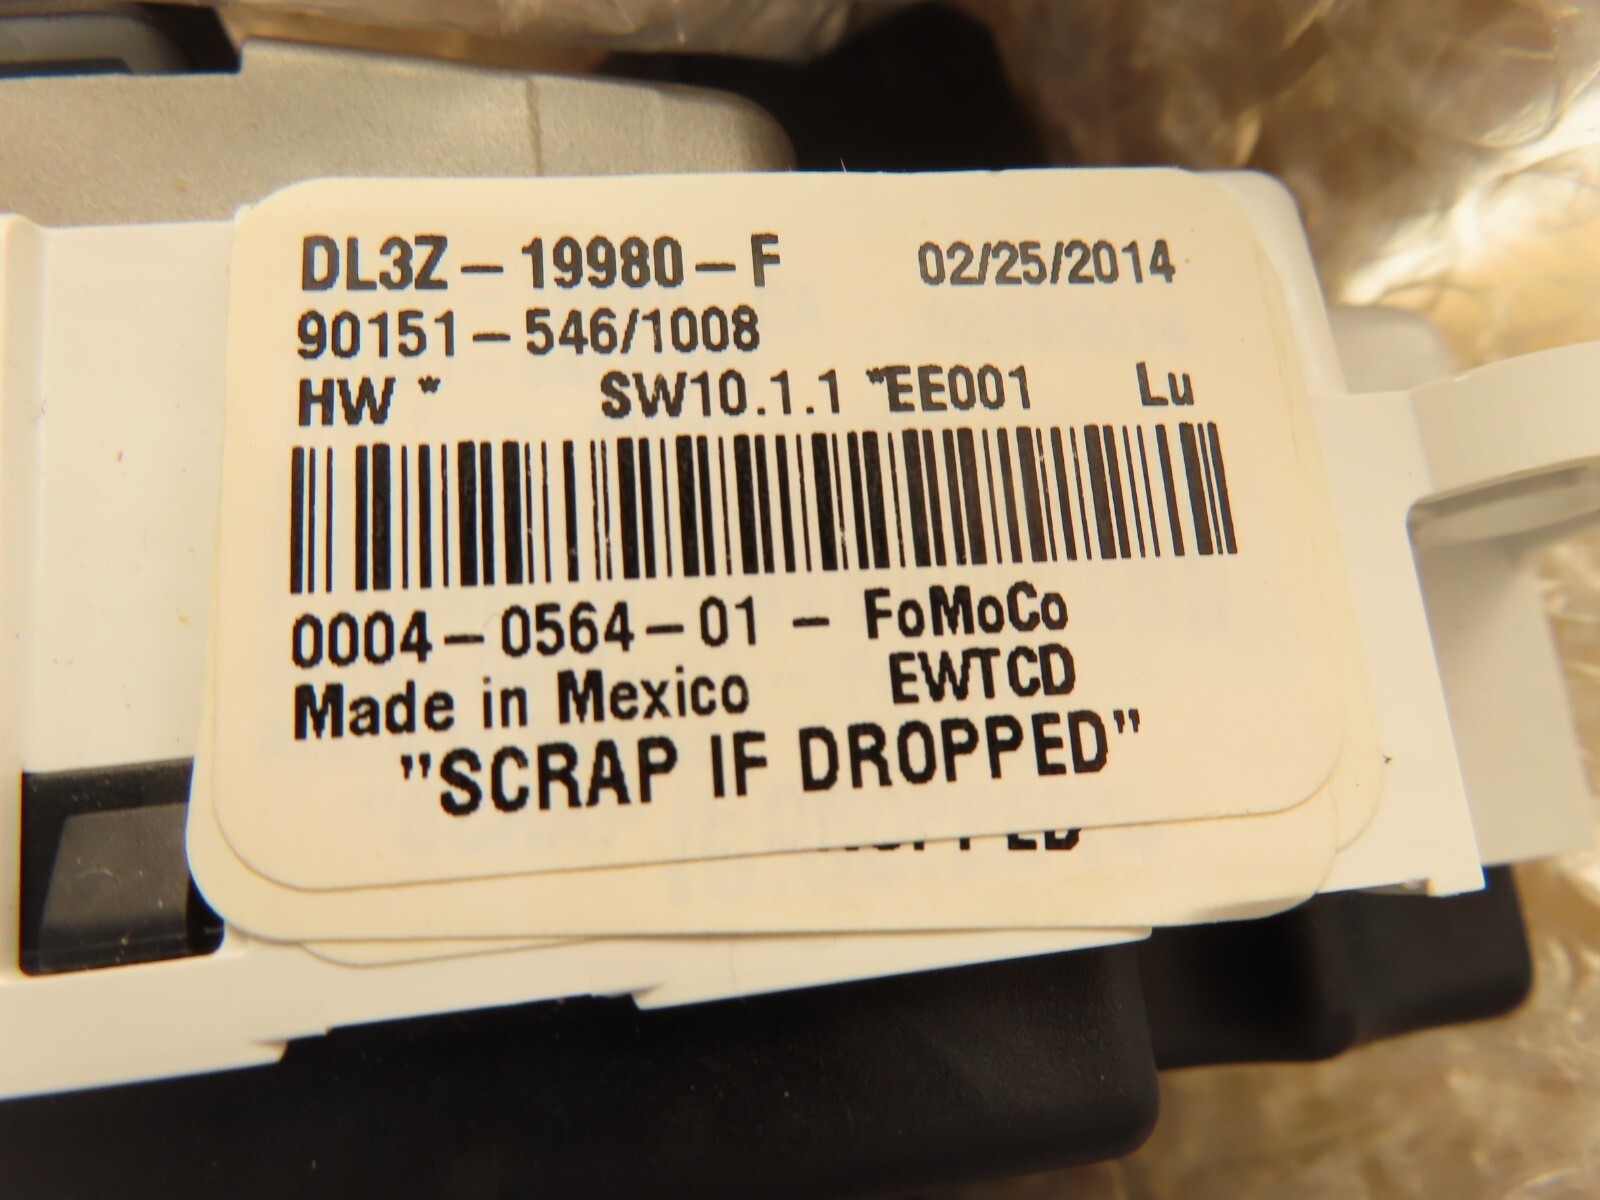 DL3Z-19980-F 02/25/2014
90151-546/1008
HW * SW10.1.1 *EE001 Lu
0004-0564-01 - FoMoCo
Made in Mexico EWTCD
"SCRAP IF DROPPED"